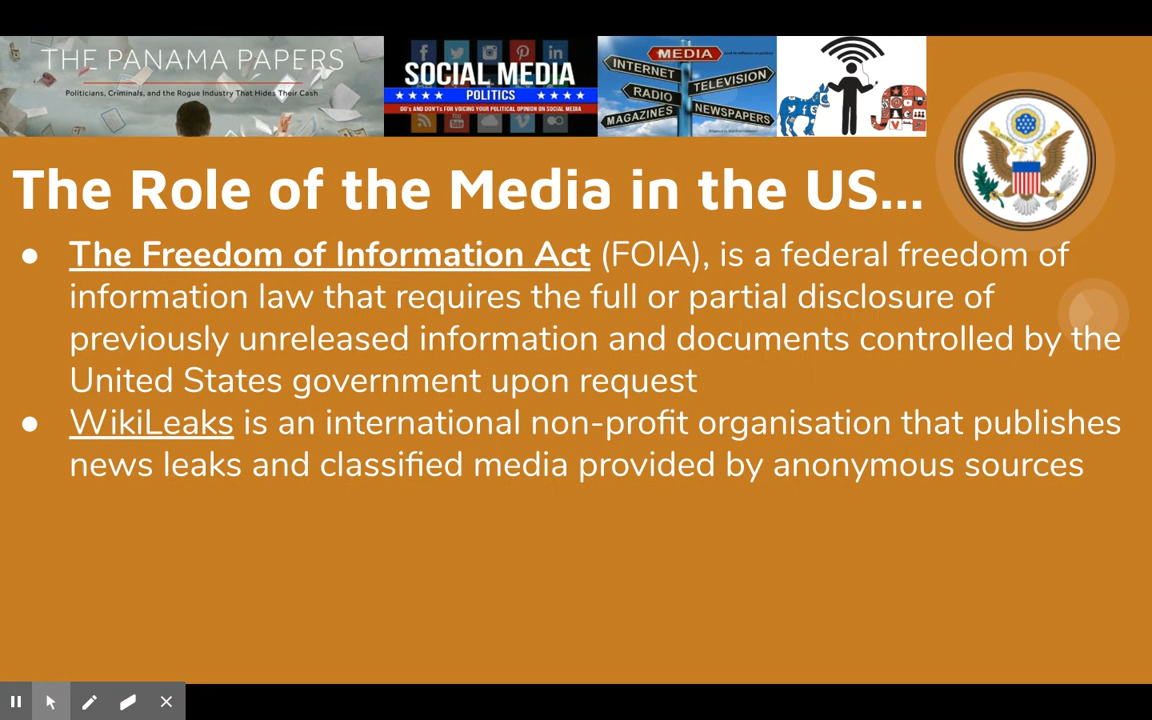 THE PANAMA PAPERS
Politicians, Criminals, and the Rogue Industry That Hides Their Cash
SOCIAL MEDIA
POLITICS
DO's AND DON'Ts FOR VOICING YOUR POLITICAL OPINION ON SOCIAL MEDIA
MEDIA
INTERNET
TELEVISION
RADIO
MAGAZINES
NEWSPAPERS
The Role of the Media in the US...
● The Freedom of Information Act (FOIA), is a federal freedom of
information law that requires the full or partial disclosure of
previously unreleased information and documents controlled by the
United States government upon request
● WikiLeaks is an international non-profit organisation that publishes
news leaks and classified media provided by anonymous sources